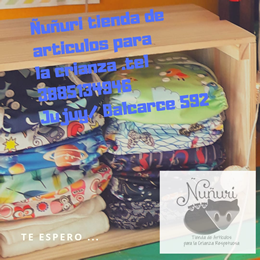 Ñuñuri tienda de
articulos para
la crianza .tel
3885134946
Jujuy/ Balcarce 592
TE ESPERO ...
Ñuñuri
Tienda de Artículos
para la Crianza Respetuosa